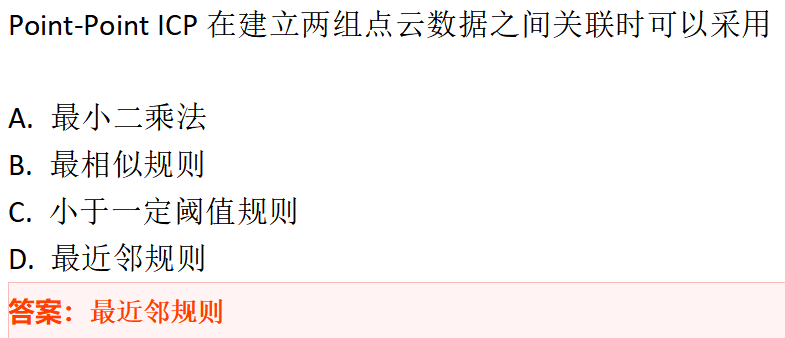 Point-Point ICP 在建立两组点云数据之间关联时可以采用
A. 最小二乘法
B. 最相似规则
C. 小于一定阈值规则
D. 最近邻规则
答案：最近邻规则